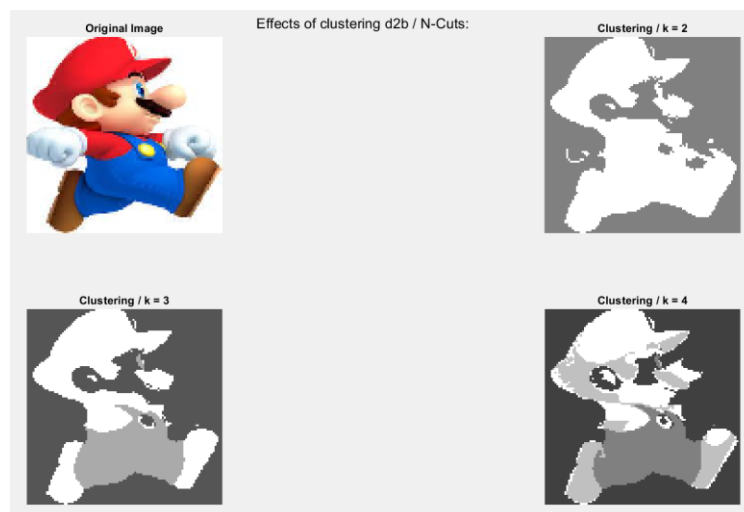 Effects of clustering d2b / N-Cuts:
Original Image
Clustering / k = 2
Clustering / k = 3
Clustering / k = 4